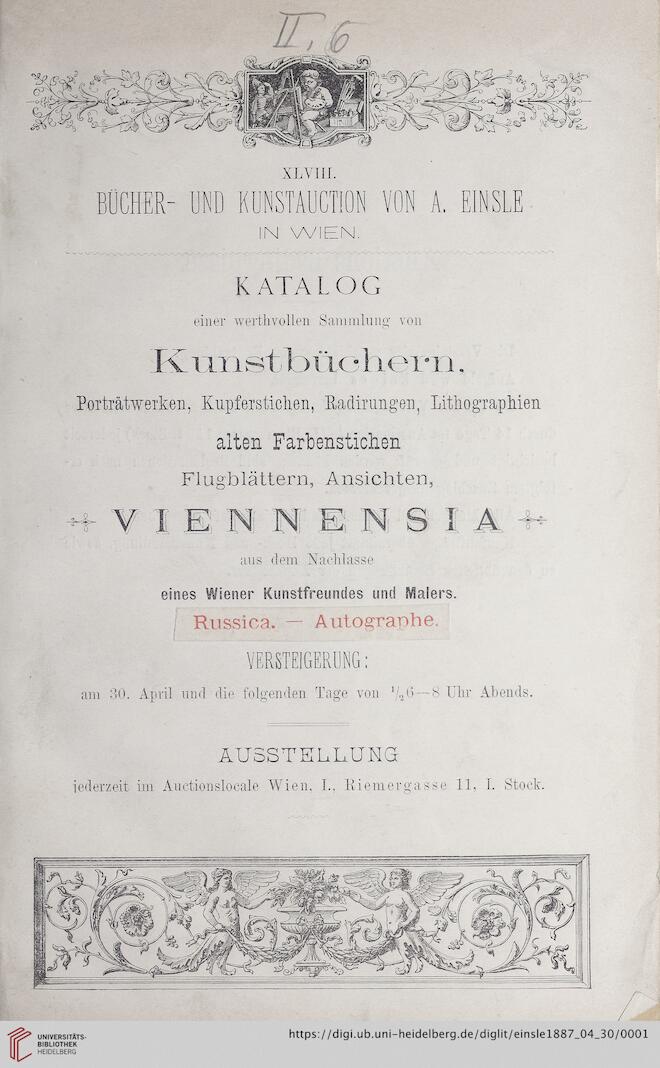 II, 6
XLVIII.
BÜCHER- UND KUNSTAUCTION VON A. EINSLE
IN WIEN.
KATALOG
einer werthvollen Sammlung von
Kunstbüchern,
Porträtwerken, Kupferstichen, Radirungen, Lithographien
alten Farbenstichen
Flugblättern, Ansichten,
VIENNENSIA
aus dem Nachlasse
eines Wiener Kunstfreundes und Malers.
Russica. — Autographe.
VERSTEIGERUNG:
am 30. April und die folgenden Tage von 1/2 6—8 Uhr Abends.
AUSSTELLUNG
jederzeit im Auctionslocale Wien, I., Riemergasse 11, I. Stock.
UNIVERSITÄTS-
BIBLIOTHEK
HEIDELBERG
https://digi.ub.uni-heidelberg.de/diglit/einsle1887_04_30/0001